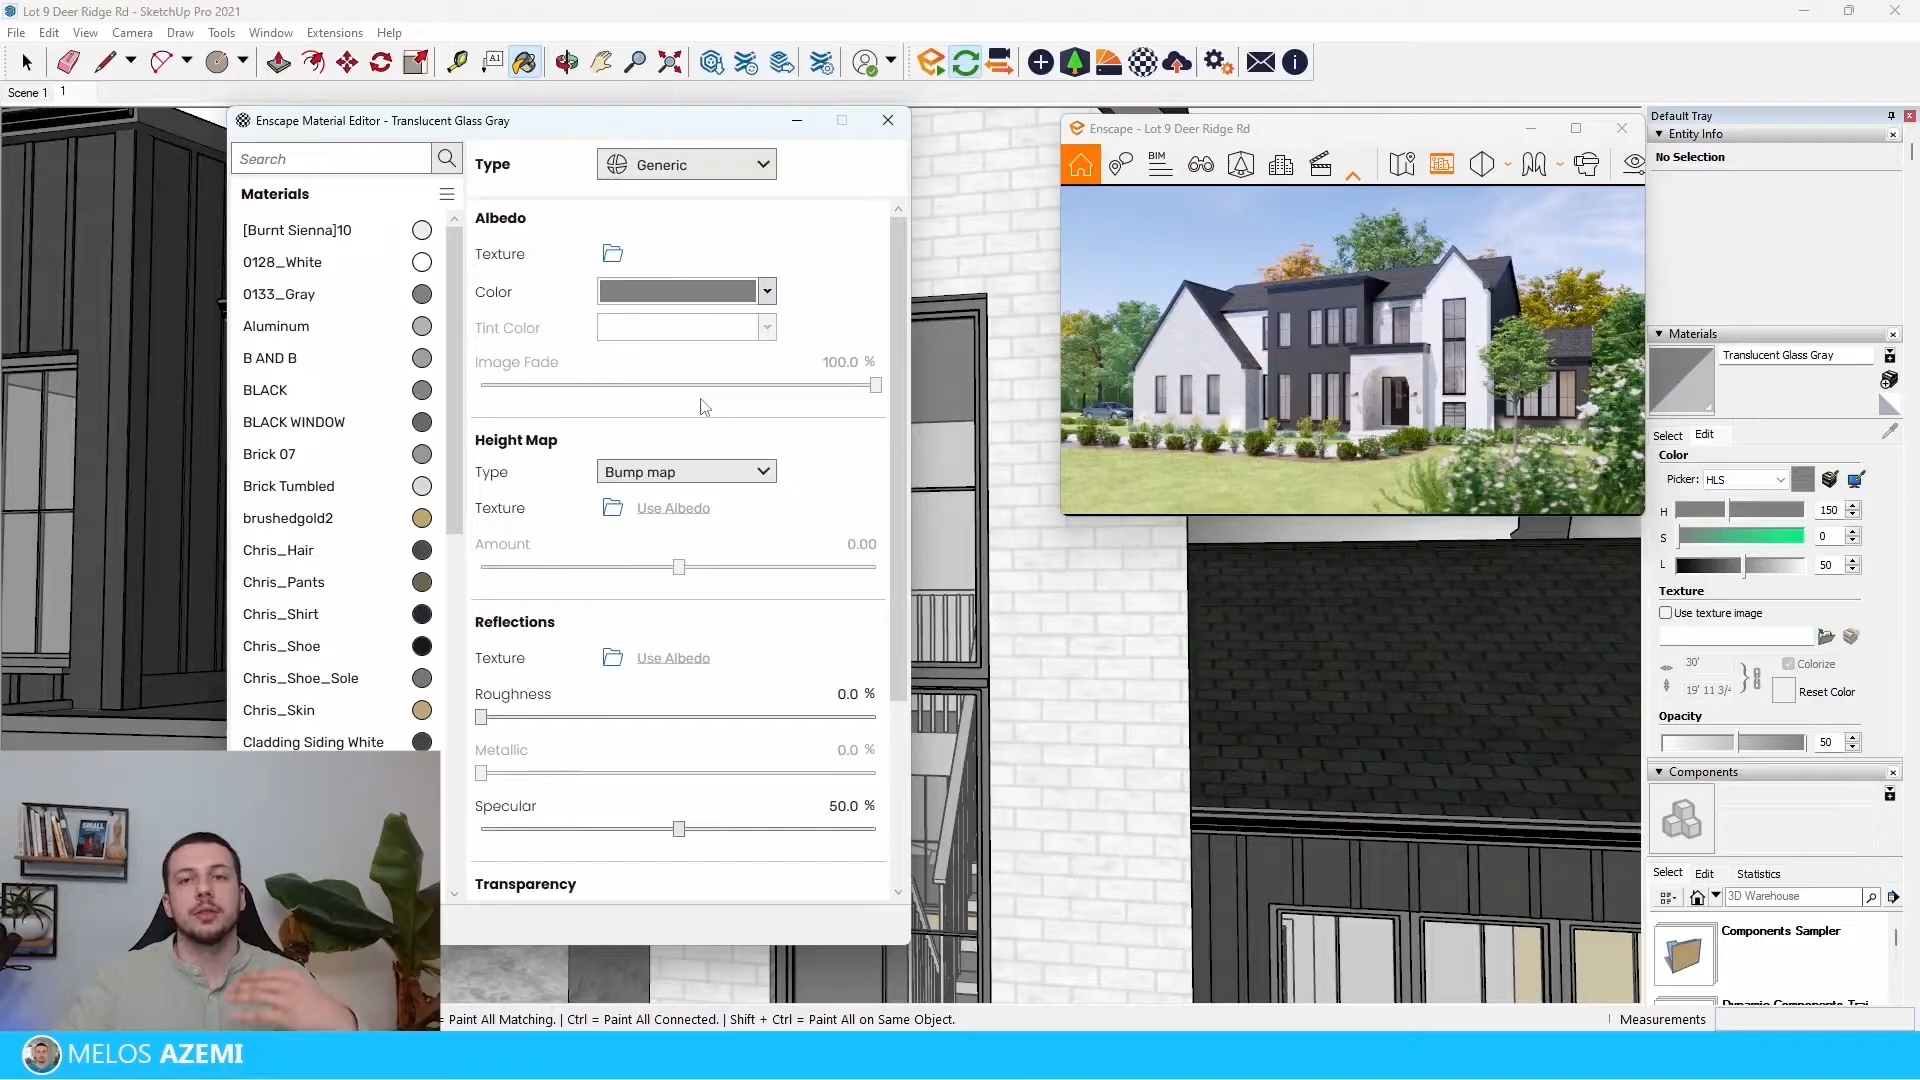 Lot 9 Deer Ridge Rd - SketchUp Pro 2021
File Edit View Camera Draw Tools Window Extensions Help
A1
Scene 1 1
Enscape Material Editor - Translucent Glass Gray
Search
Materials
[Burnt Sienna]10
0128_White
0133_Gray
Aluminum
B AND B
BLACK
BLACK WINDOW
Brick 07
Brick Tumbled
brushedgold2
Chris_Hair
Chris_Pants
Chris_Shirt
Chris_Shoe
Chris_Shoe_Sole
Chris_Skin
Cladding Siding White
Type Generic
Albedo
Texture
Color
Tint Color
Image Fade 100.0 %
Height Map
Type Bump map
Texture Use Albedo
Amount 0.00
Reflections
Texture Use Albedo
Roughness 0.0 %
Metallic 0.0 %
Specular 50.0 %
Transparency
Enscape - Lot 9 Deer Ridge Rd
BIM
Default Tray
Entity Info
No Selection
Materials
Translucent Glass Gray
Select Edit
Color
Picker: HLS
H 150
S 0
L 50
Texture
Use texture image
30'
19' 11 3/4
Colorize
Reset Color
Opacity
50
Components
Select Edit Statistics
3D Warehouse
Components Sampler
SMALL
= Paint All Matching. | Ctrl = Paint All Connected. | Shift + Ctrl = Paint All on Same Object.
Measurements
MELOS AZEMI